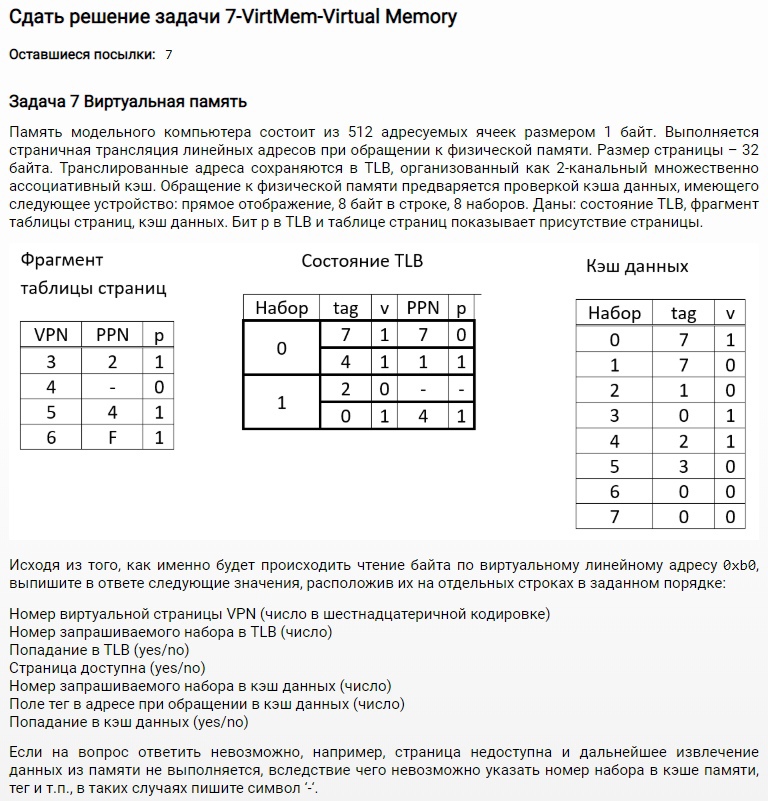 Сдать решение задачи 7-VirtMem-Virtual Memory
Оставшиеся посылки: 7
Задача 7 Виртуальная память
Память модельного компьютера состоит из 512 адресуемых ячеек размером 1 байт. Выполняется
страничная трансляция линейных адресов при обращении к физической памяти. Размер страницы – 32
байта. Транслированные адреса сохраняются в TLB, организованный как 2-канальный множественно
ассоциативный кэш. Обращение к физической памяти предваряется проверкой кэша данных, имеющего
следующее устройство: прямое отображение, 8 байт в строке, 8 наборов. Даны: состояние TLB, фрагмент
таблицы страниц, кэш данных. Бит p в TLB и таблице страниц показывает присутствие страницы.
Фрагмент
таблицы страниц
VPN PPN p
3 2 1
4 - 0
5 4 1
6 F 1
Состояние TLB
Набор tag v PPN p
0 7 1 7 0
4 1 1 1
1 2 0 - -
0 1 4 1
Кэш данных
Набор tag v
0 7 1
1 7 0
2 1 0
3 0 1
4 2 1
5 3 0
6 0 0
7 0 0
Исходя из того, как именно будет происходить чтение байта по виртуальному линейному адресу 0xb0,
выпишите в ответе следующие значения, расположив их на отдельных строках в заданном порядке:
Номер виртуальной страницы VPN (число в шестнадцатеричной кодировке)
Номер запрашиваемого набора в TLB (число)
Попадание в TLB (yes/no)
Страница доступна (yes/no)
Номер запрашиваемого набора в кэш данных (число)
Поле тег в адресе при обращении в кэш данных (число)
Попадание в кэш данных (yes/no)
Если на вопрос ответить невозможно, например, страница недоступна и дальнейшее извлечение
данных из памяти не выполняется, вследствие чего невозможно указать номер набора в кэше памяти,
тег и т.п., в таких случаях пишите символ ‘-‘.